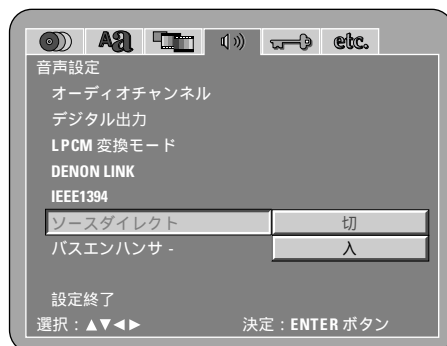 Aa etc.
音声設定
オーディオチャンネル
デジタル出力
LPCM 変換モード
DENON LINK
IEEE1394
ソースダイレクト 切
バスエンハンサ - 入
設定終了
選択：▲▼◀▶ 決定：ENTER ボタン